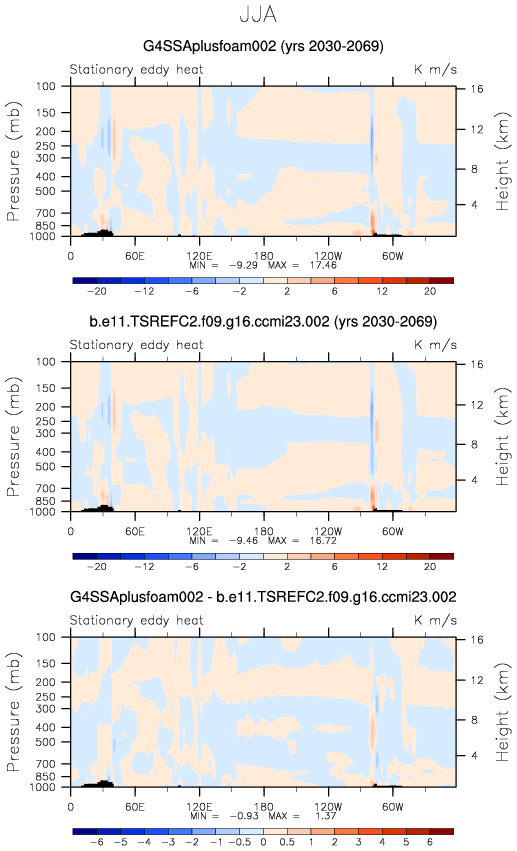 JJA
G4SSAplusfoam002 (yrs 2030-2069)
Stationary eddy heat K m/s
Pressure (mb)
100
150
200
250
300
400
500
700
850
1000
Height (km)
16
12
8
4
0 60E 120E 180 120W 60W
MIN = -9.29 MAX = 17.46
-20 -12 -6 -2 2 6 12 20
b.e11.TSREFC2.f09.g16.ccmi23.002 (yrs 2030-2069)
Stationary eddy heat K m/s
Pressure (mb)
100
150
200
250
300
400
500
700
850
1000
Height (km)
16
12
8
4
0 60E 120E 180 120W 60W
MIN = -9.46 MAX = 16.72
-20 -12 -6 -2 2 6 12 20
G4SSAplusfoam002 - b.e11.TSREFC2.f09.g16.ccmi23.002
Stationary eddy heat K m/s
Pressure (mb)
100
150
200
250
300
400
500
700
850
1000
Height (km)
16
12
8
4
0 60E 120E 180 120W 60W
MIN = -0.93 MAX = 1.37
-6 -5 -4 -3 -2 -1 -0.5 0 0.5 1 2 3 4 5 6